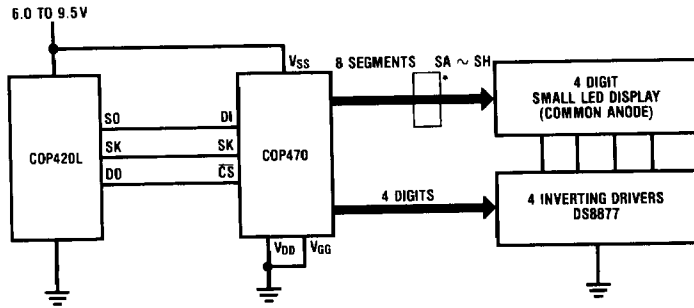 6.0 TO 9.5V
VSS
8 SEGMENTS SA ~ SH
*
4 DIGIT
SMALL LED DISPLAY
(COMMON ANODE)
COP420L
SO
SK
DO
DI
SK
CS
COP470
4 DIGITS
4 INVERTING DRIVERS
DS8877
VDD
VGG